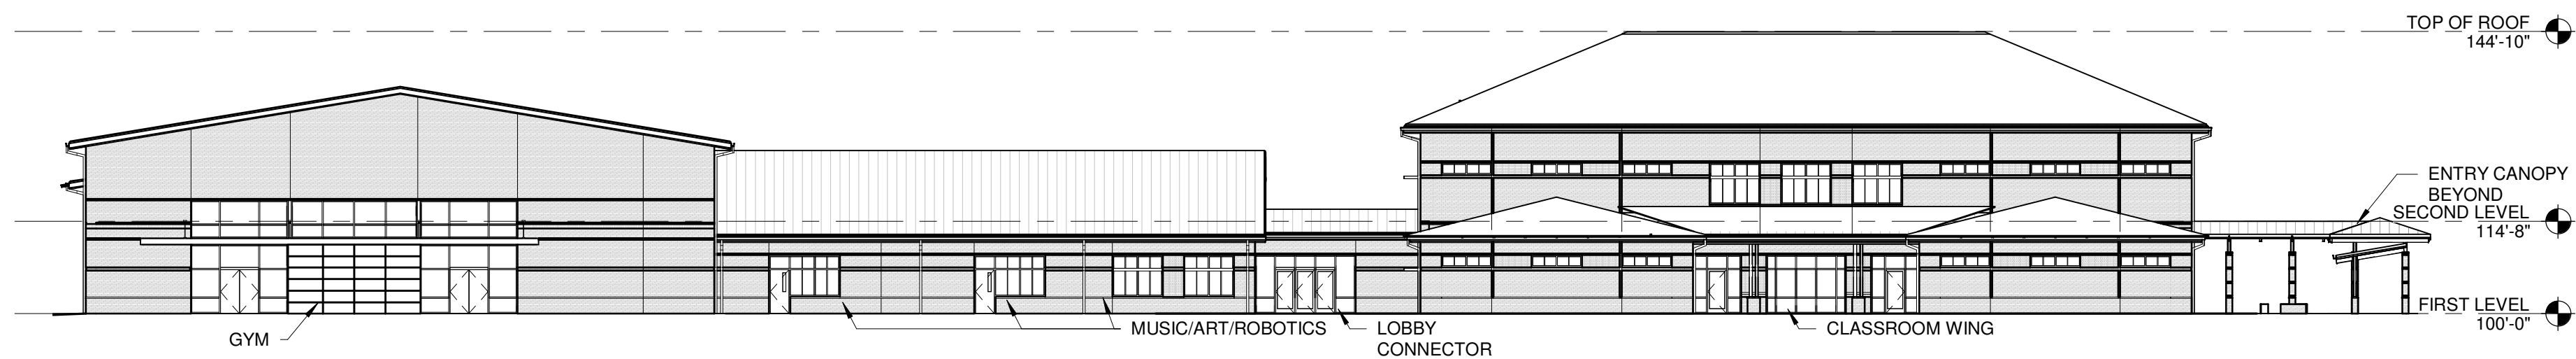 TOP OF ROOF
144'-10"
ENTRY CANOPY
BEYOND
SECOND LEVEL
114'-8"
FIRST LEVEL
100'-0"
GYM
MUSIC/ART/ROBOTICS
LOBBY
CONNECTOR
CLASSROOM WING